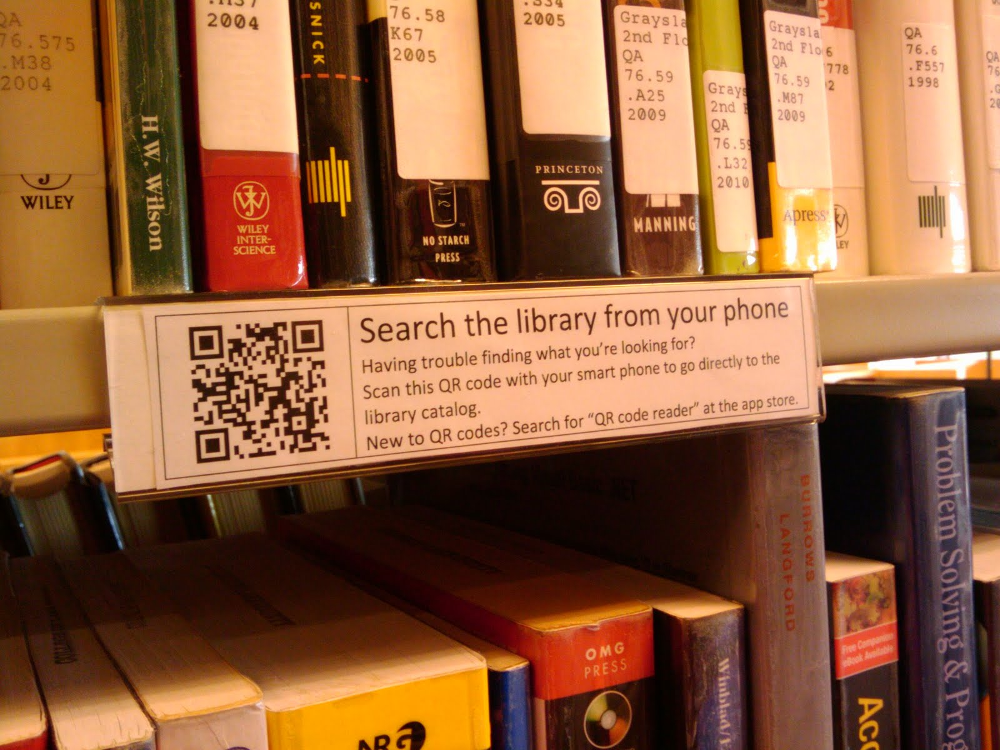 QA
76.575
.M38
2004
WILEY
H. W. Wilson
2004
WILEY
INTER-
SCIENCE
SNICK
76.58
K67
2005
NO STARCH
PRESS
.S34
2005
PRINCETON
2nd
QA
76.59
.A25
2009
MANNING
2nd
QA
76.59
.L32
2010
2nd
QA
76.59
.M87
2009
Apress
QA
76.6
.F557
1998
Search the library from your phone
Having trouble finding what you're looking for?
Scan this QR code with your smart phone to go directly to the
library catalog.
New to QR codes? Search for "QR code reader" at the app store.
OMG
PRESS
BURROWS
LANGFORD
Free Companion
eBook Available
Problem Solving &